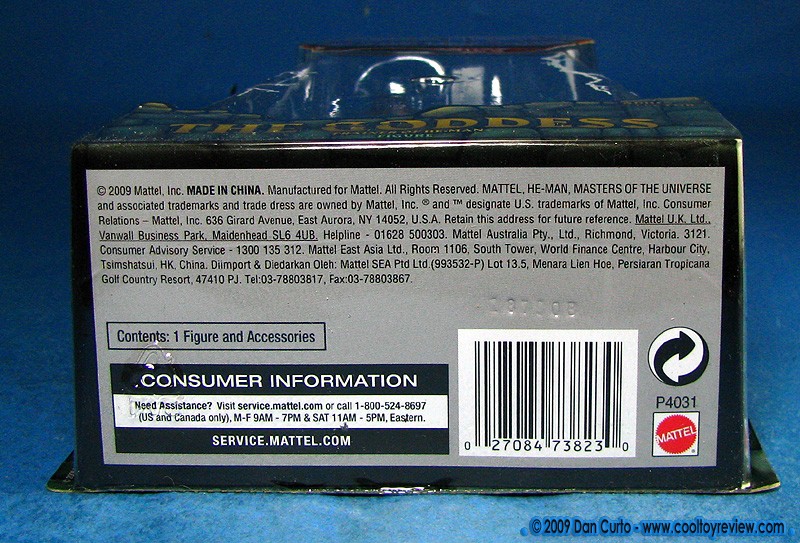 THE GODDESS
© 2009 Mattel, Inc. MADE IN CHINA. Manufactured for Mattel. All Rights Reserved. MATTEL, HE-MAN, MASTERS OF THE UNIVERSE
and associated trademarks and trade dress are owned by Mattel, Inc. ® and ™ designate U.S. trademarks of Mattel, Inc. Consumer
Relations – Mattel, Inc. 636 Girard Avenue, East Aurora, NY 14052, U.S.A. Retain this address for future reference. Mattel U.K. Ltd.,
Vanwall Business Park, Maidenhead SL6 4UB. Helpline - 01628 500303. Mattel Australia Pty., Ltd., Richmond, Victoria. 3121.
Consumer Advisory Service - 1300 135 312. Mattel East Asia Ltd., Room 1106, South Tower, World Finance Centre, Harbour City,
Tsimshatsui, HK, China. Diimport & Diedarkan Oleh: Mattel SEA Ptd Ltd.(993532-P) Lot 13.5, Menara Lien Hoe, Persiaran Tropicana
Golf Country Resort, 47410 PJ. Tel:03-78803817, Fax:03-78803867.
Contents: 1 Figure and Accessories
CONSUMER INFORMATION
Need Assistance? Visit service.mattel.com or call 1-800-524-8697
(US and Canada only), M-F 9AM - 7PM & SAT 11AM - 5PM, Eastern.
SERVICE.MATTEL.COM
0 27084 73823 0
P4031
MATTEL
© 2009 Dan Curto - www.cooltoyreview.com